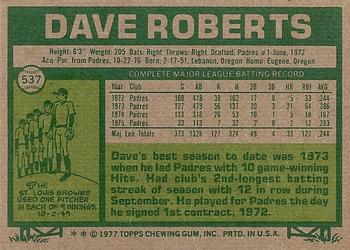 DAVE ROBERTS
Height: 6'3" Weight: 205 Bats: Right Throws: Right Drafted: Padres #1-June, 1972
Acq: Pur. from Padres, 10-22-76 Born: 2-17-51, Lebanon, Oregon Home: Eugene, Oregon
537
COMPLETE MAJOR LEAGUE BATTING RECORD
Year Club G AB R H 2B 3B HR RBI AVG
1972 Padres 100 418 38 102 17 0 5 33 .244
1973 Padres 127 479 56 137 20 3 21 64 .286
1974 Padres 113 318 26 53 10 1 5 18 .167
1975 Padres 33 113 7 32 2 0 2 12 .283
Maj. Lea. Totals 373 1328 127 324 49 4 33 127 .244
THE ST. LOUIS BROWNS
USED ONE PITCHER
IN EACH OF 9 INNINGS.
10-2-49
Dave's best season to date was 1973
when he led Padres with 10 game-winning
Hits. Had club's 2nd-longest batting
streak of season with 12 in row during
September. He played for Padres the day
he signed 1st contract, 1972.
** © 1977 TOPPS CHEWING GUM, INC. PRTD. IN U.S.A.